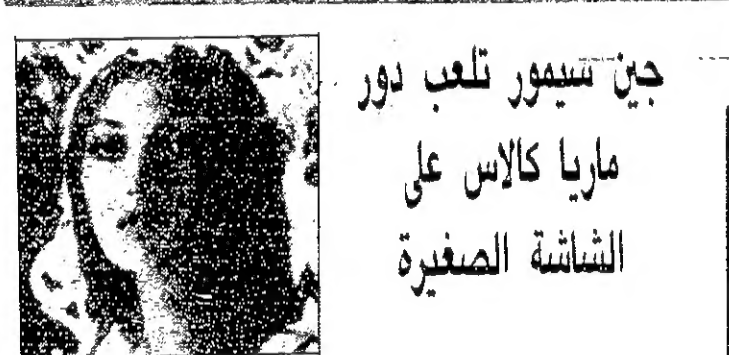 جين سيمور تلعب دور
ماريا كالاس على
الشاشة الصغيرة